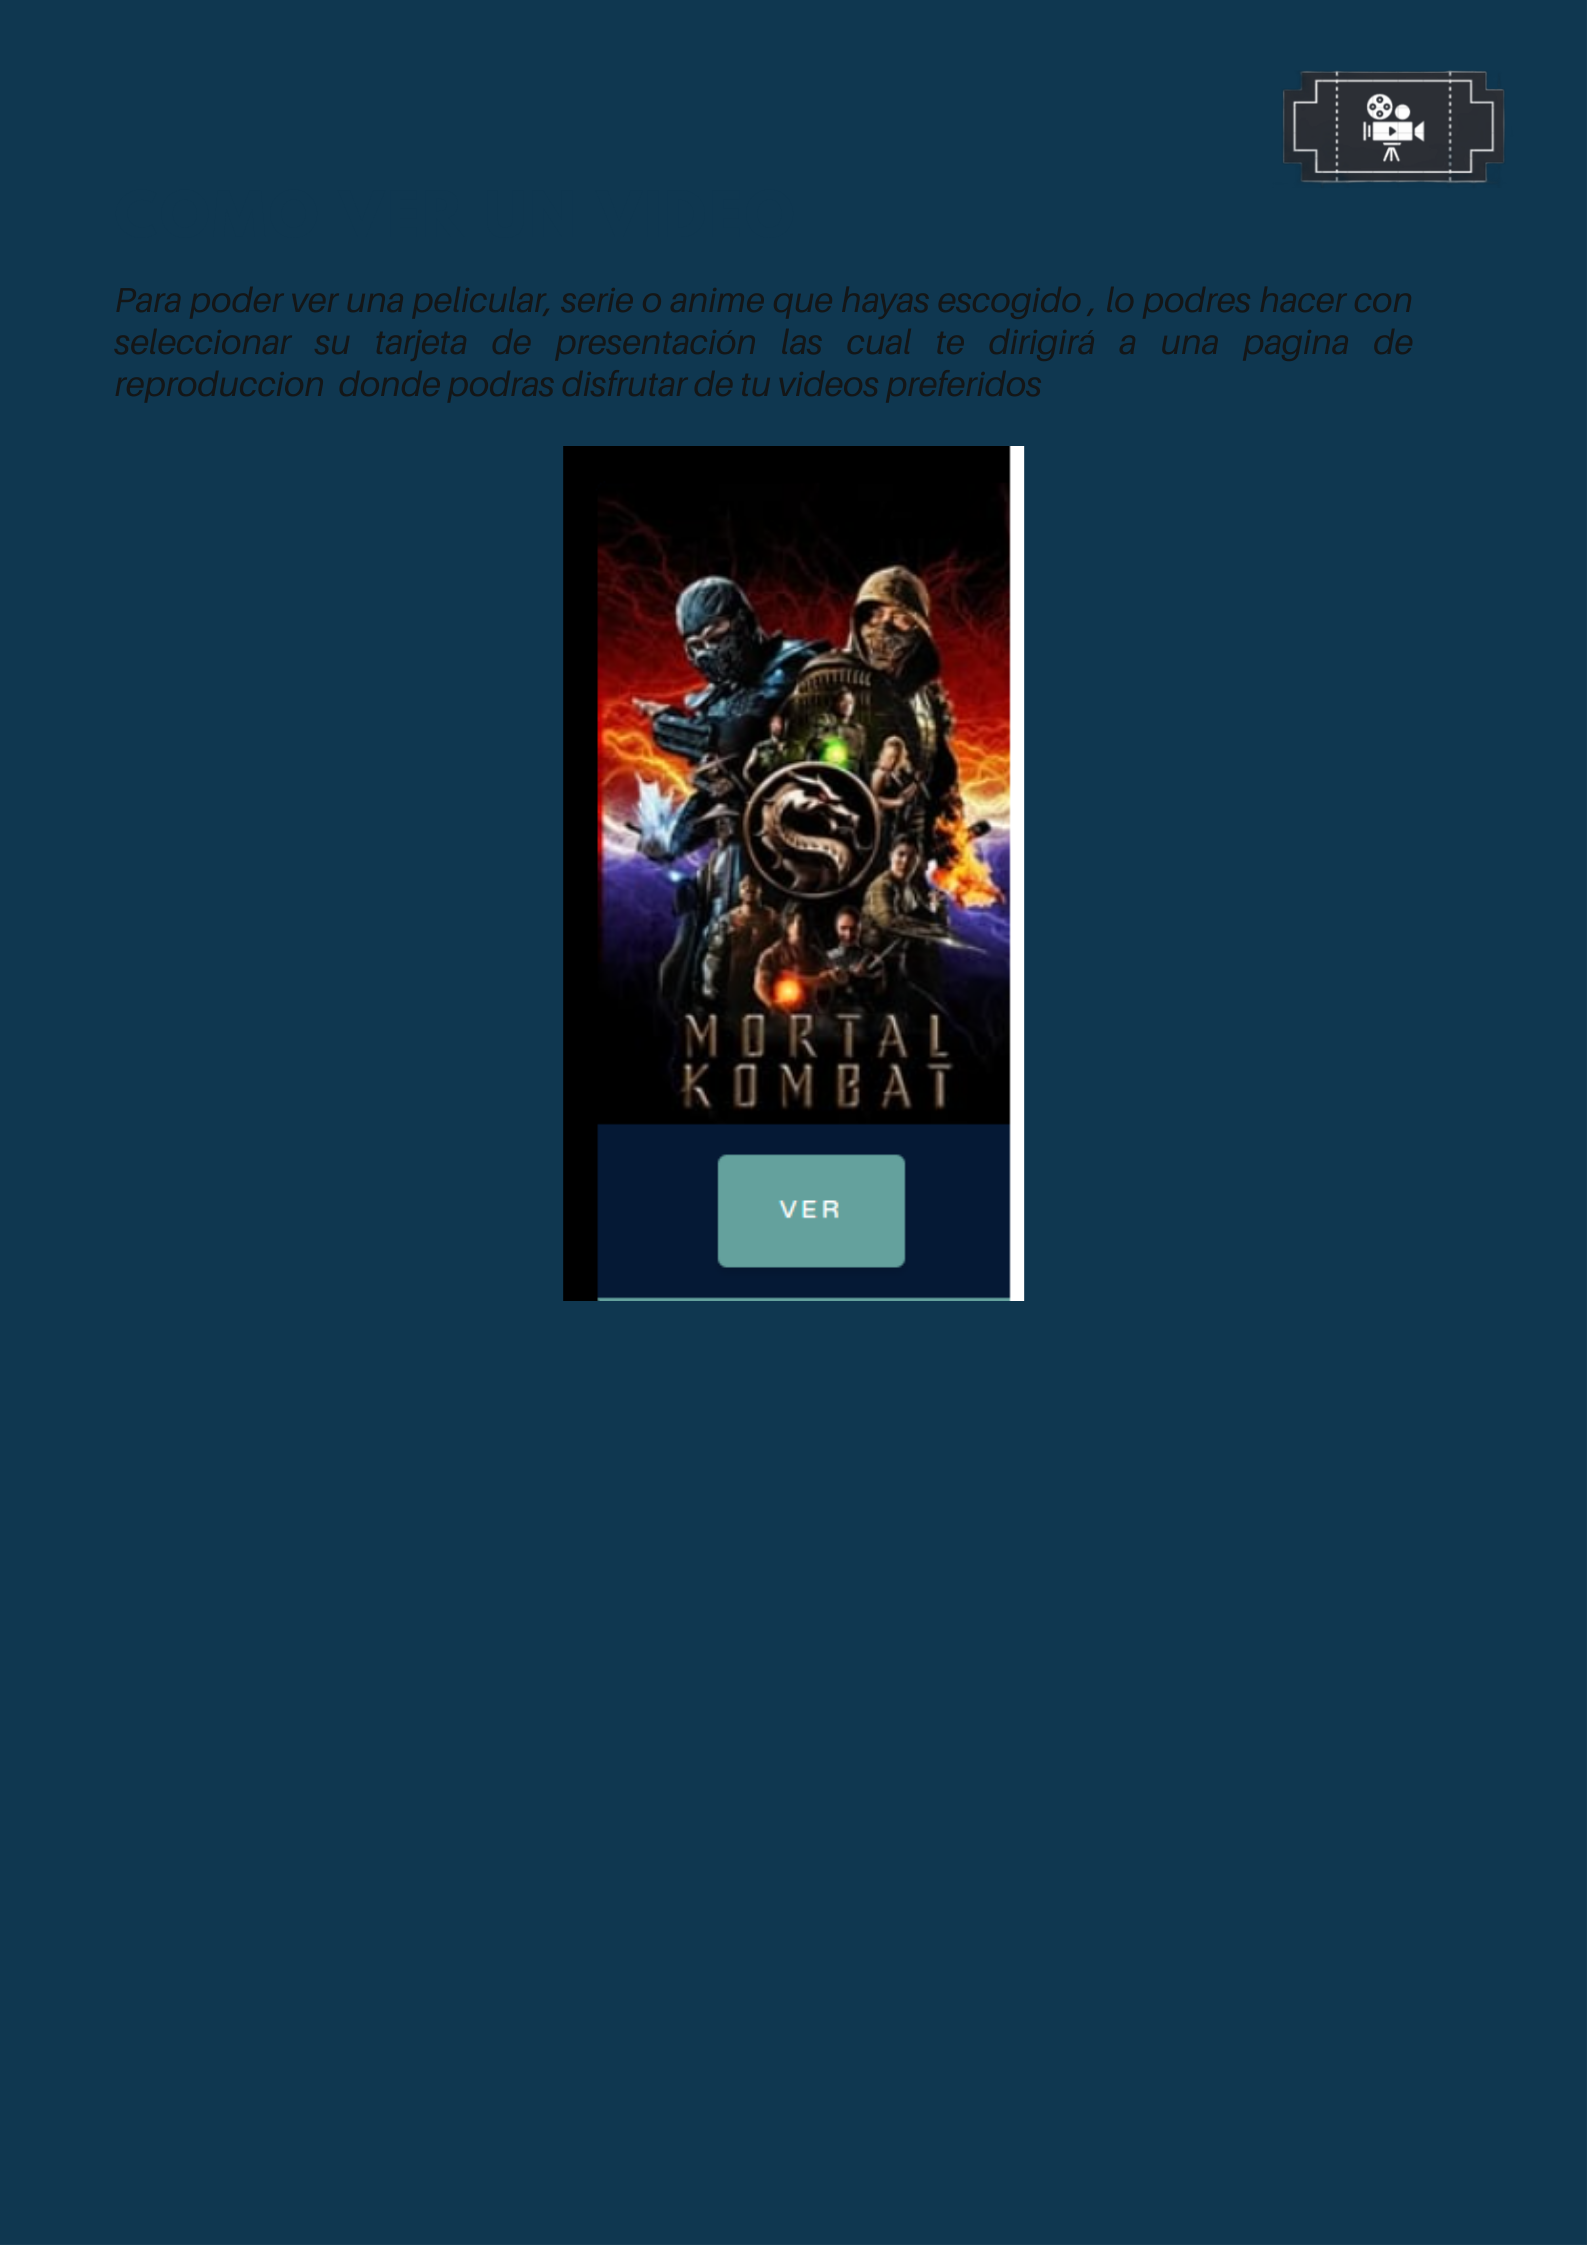 Para poder ver una pelicular, serie o anime que hayas escogido , lo podres hacer con
seleccionar su tarjeta de presentación las cual te dirigirá a una pagina de
reproduccion donde podras disfrutar de tu videos preferidos
MORTAL
KOMBAT
VER